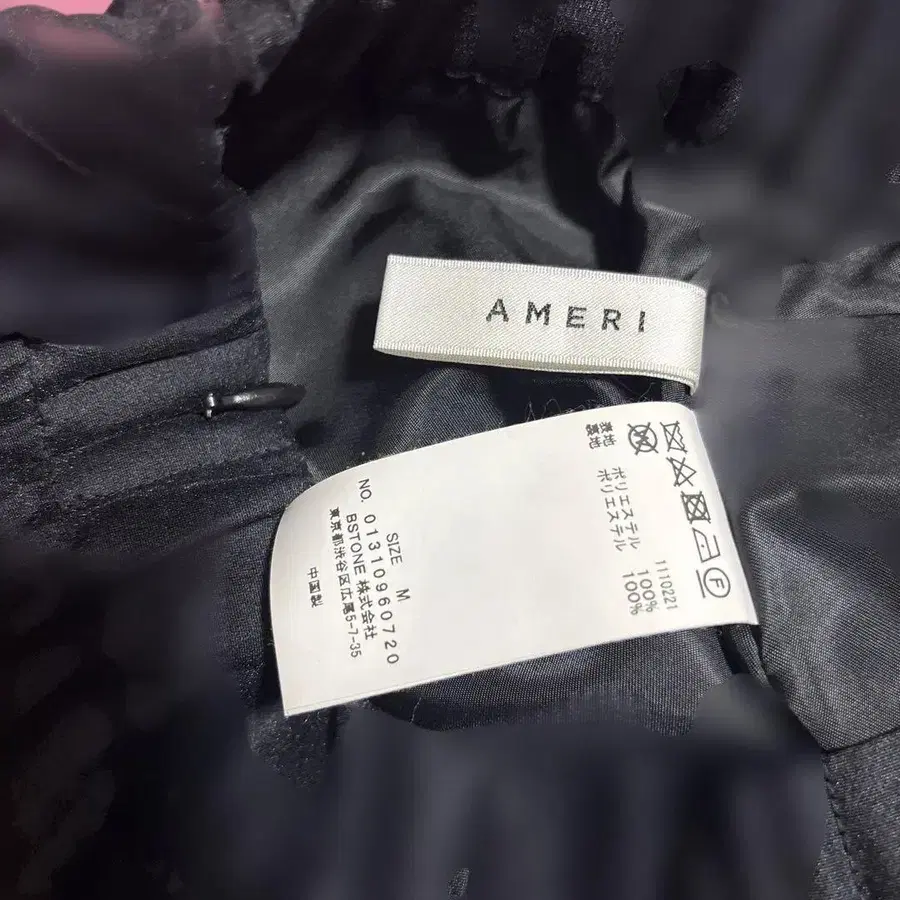 AMERI
表地
裏地
ポリエステル
ポリエステル
1110221
100%
100%
F
SIZE M
NO. 01310960720
BSTONE 株式会社
東京都渋谷区広尾5-7-35
中国製